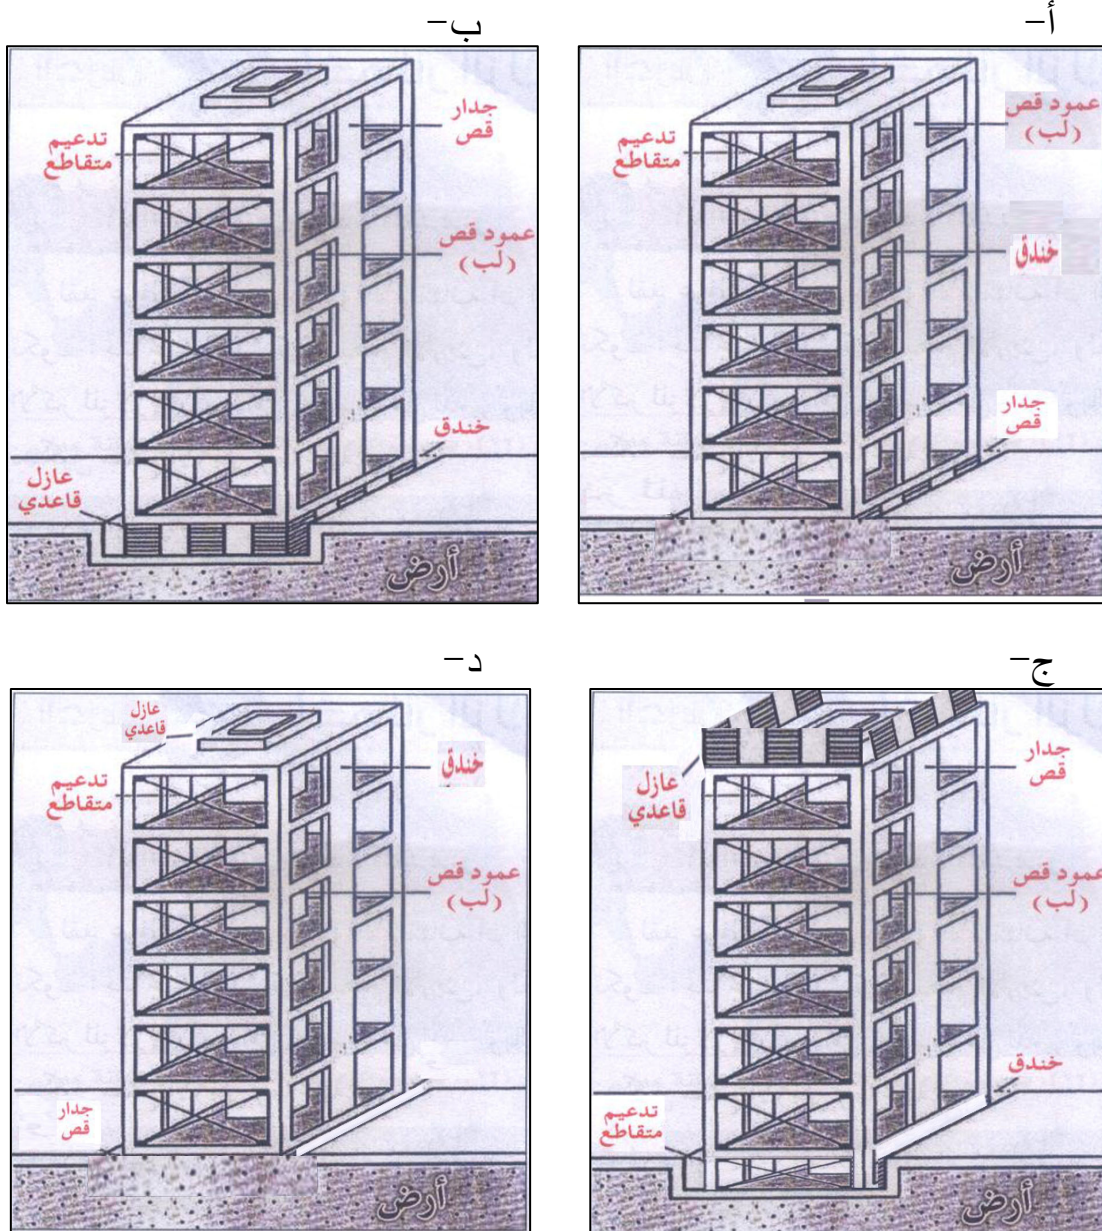 أ-
عمود قص
(لب)
تدعيم
متقاطع
خندق
جدار
قص
أرض
ب-
جدار
قص
تدعيم
متقاطع
عمود قص
(لب)
خندق
عازل
قاعدي
أرض
ج-
جدار
قص
عازل
قاعدي
عمود قص
(لب)
خندق
تدعيم
متقاطع
أرض
د-
عازل
قاعدي
خندق
تدعيم
متقاطع
عمود قص
(لب)
جدار
قص
أرض